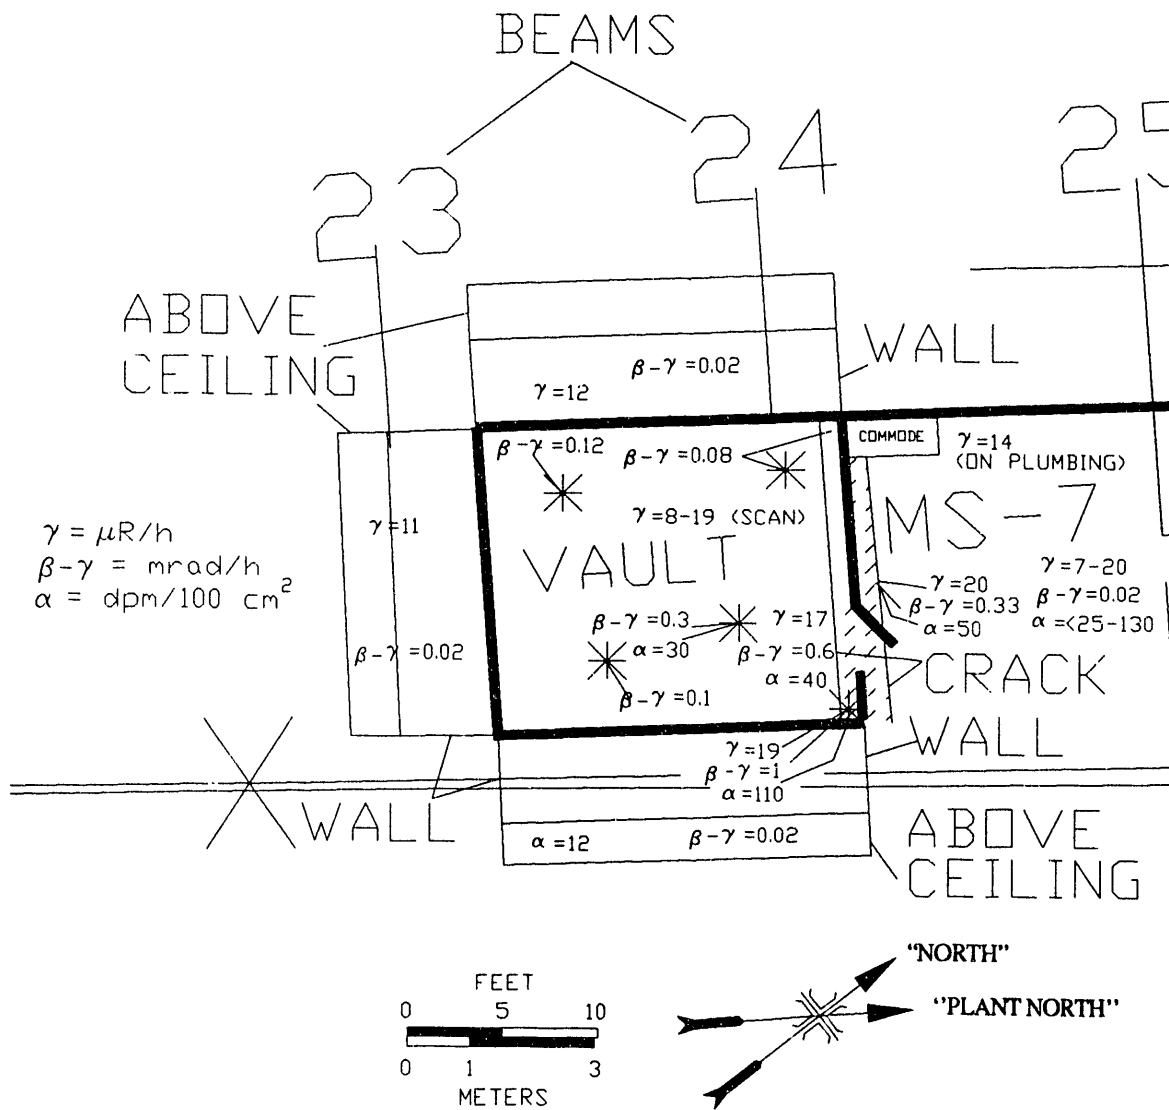 BEAMS
23
24
ABOVE
CEILING
WALL
β-γ =0.02
γ =12
COMMODE
γ =14
(ON PLUMBING)
β-γ =0.12
β-γ =0.08
γ =11
γ =8-19 (SCAN)
VAULT
MS-7
γ = μR/h
β-γ = mrad/h
α = dpm/100 cm²
γ =20
β-γ =0.33
α =50
γ =7-20
β-γ =0.02
α =<25-130
β-γ =0.3
α =30
γ =17
β-γ =0.6
α =40
β-γ =0.02
β-γ =0.1
CRACK
WALL
γ =19
β-γ =1
α =110
WALL
α =12
β-γ =0.02
ABOVE
CEILING
"NORTH"
"PLANT NORTH"
FEET
0 5 10
0 1 3
METERS